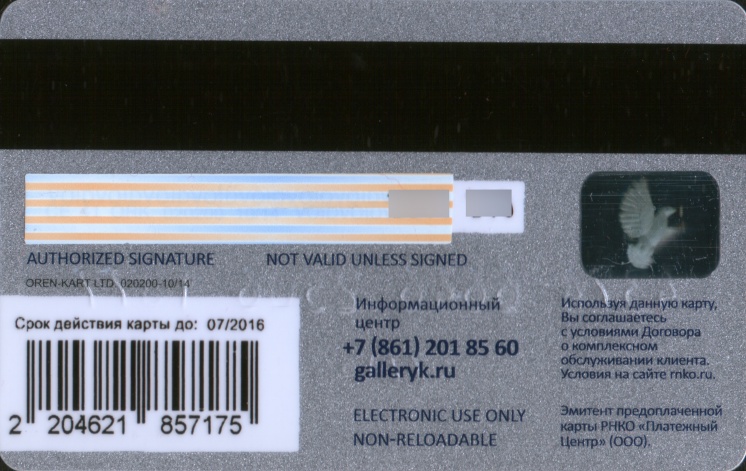 AUTHORIZED SIGNATURE NOT VALID UNLESS SIGNED
OREN-KART LTD. 020200-10/14
Срок действия карты до: 07/2016
2 204621 857175
Информационный
центр
+7 (861) 201 85 60
galleryk.ru
ELECTRONIC USE ONLY
NON-RELOADABLE
Используя данную карту,
Вы соглашаетесь
с условиями Договора
о комплексном
обслуживании клиента.
Условия на сайте rnko.ru.
Эмитент предоплаченной
карты РНКО «Платежный
Центр» (ООО).